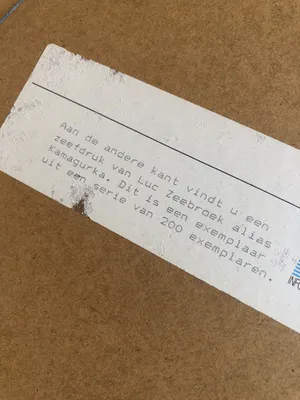 Aan de andere kant vindt u een
zeefdruk van Luc Zeebroek alias
Kamagurka. Dit is een exemplaar
uit een serie van 200 exemplaren.
INFO